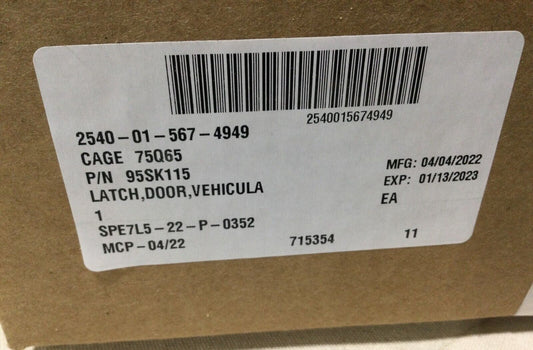 2540015674949
2540-01-567-4949
CAGE 75Q65
P/N 95SK115
LATCH,DOOR,VEHICULA
1
SPE7L5-22-P-0352
MCP-04/22
715354
MFG: 04/04/2022
EXP: 01/13/2023
EA
11